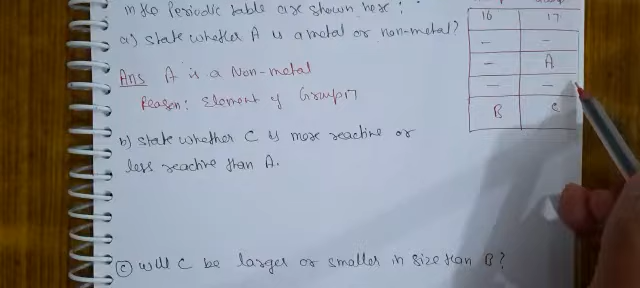 in the Periodic table are shown here:
a) State whether A is a metal or non-metal?
Ans A is a Non-metal
Reason: Element of Group 17
b) State whether C is more reactive or
less reactive than A.
c) will C be larger or smaller in size than B?
16 17
- -
- A
- -
B C